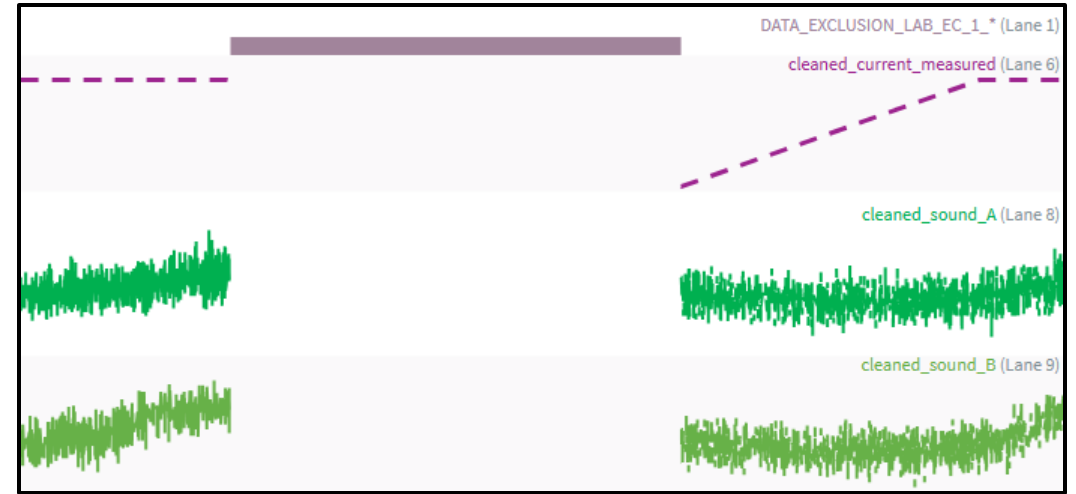 DATA_EXCLUSION_LAB_EC_1_* (Lane 1)
cleaned_current_measured (Lane 6)
cleaned_sound_A (Lane 8)
cleaned_sound_B (Lane 9)